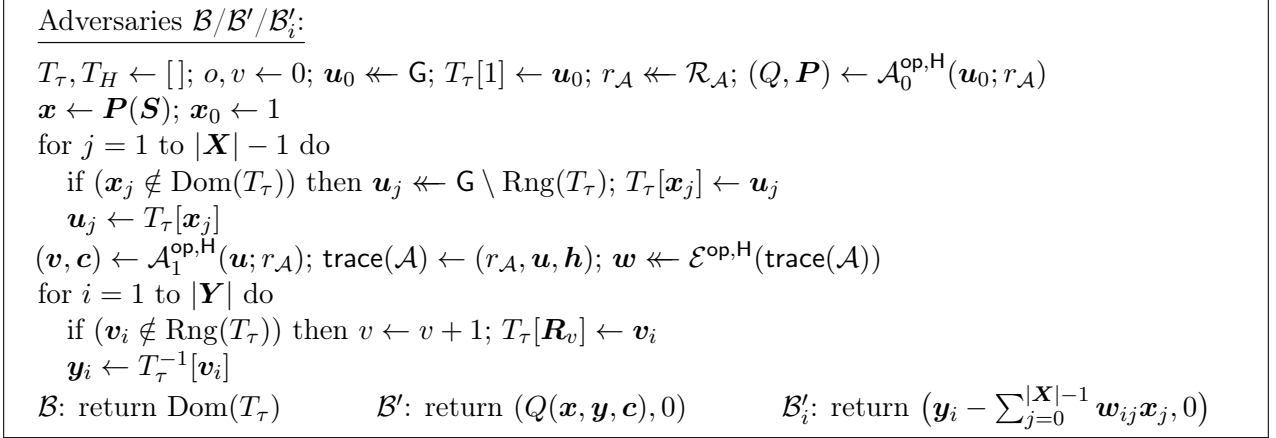 Adversaries 𝓑/𝓑′/𝓑′ᵢ:
T_τ, T_H ← [ ]; o, v ← 0; 𝒖₀ ↞ G; T_τ[1] ← 𝒖₀; r_𝒜 ↞ ℛ_𝒜; (Q, 𝑷) ← 𝒜₀^{op,H}(𝒖₀; r_𝒜)
𝒙 ← 𝑷(𝑺); 𝒙₀ ← 1
for j = 1 to |𝑿| − 1 do
if (𝒙_j ∉ Dom(T_τ)) then 𝒖_j ↞ G \ Rng(T_τ); T_τ[𝒙_j] ← 𝒖_j
𝒖_j ← T_τ[𝒙_j]
(𝒗, 𝒄) ← 𝒜₁^{op,H}(𝒖; r_𝒜); trace(𝒜) ← (r_𝒜, 𝒖, 𝒉); 𝒘 ↞ ℰ^{op,H}(trace(𝒜))
for i = 1 to |𝒀| do
if (𝒗_i ∉ Rng(T_τ)) then v ← v + 1; T_τ[𝑹_v] ← 𝒗_i
𝒚_i ← T_τ^{−1}[𝒗_i]
𝓑: return Dom(T_τ) 𝓑′: return (Q(𝒙, 𝒚, 𝒄), 0) 𝓑′ᵢ: return (𝒚_i − ∑_{j=0}^{|𝑿|−1} 𝒘_{ij}𝒙_j, 0)